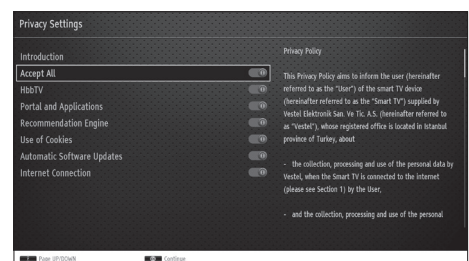 Privacy Settings
Introduction
Accept All
HbbTV
Portal and Applications
Recommendation Engine
Use of Cookies
Automatic Software Updates
Internet Connection
Privacy Policy
This Privacy Policy aims to inform the user (hereinafter
referred to as the "User") of the smart TV device
(hereinafter referred to as the "Smart TV") supplied by
Vestel Elektronik San. Ve Tic. A.S. (hereinafter referred to
as "Vestel"), whose registered office is located in Istanbul
province of Turkey, about
- the collection, processing and use of the personal data by
Vestel, when the Smart TV is connected to the internet
(please see Section 1) by the User,
- and the collection, processing and use of the personal
Page UP/DOWN
Continue